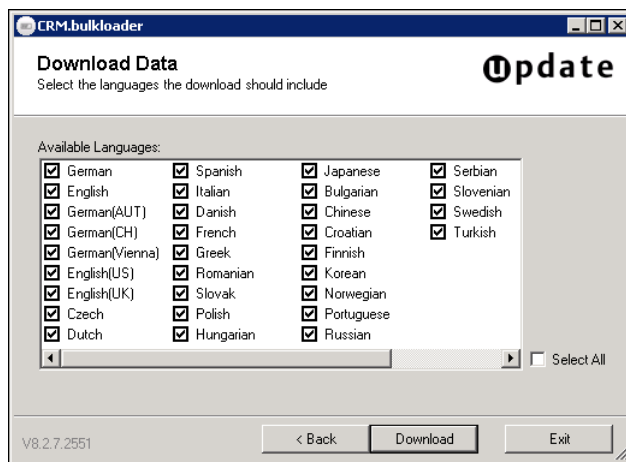 CRM.bulkloader
Download Data
Select the languages the download should include
update
Available Languages:
German
English
German(AUT)
German(CH)
German(Vienna)
English(US)
English(UK)
Czech
Dutch
Spanish
Italian
Danish
French
Greek
Romanian
Slovak
Polish
Hungarian
Japanese
Bulgarian
Chinese
Croatian
Finnish
Korean
Norwegian
Portuguese
Russian
Serbian
Slovenian
Swedish
Turkish
Select All
V8.2.7.2551
< Back
Download
Exit